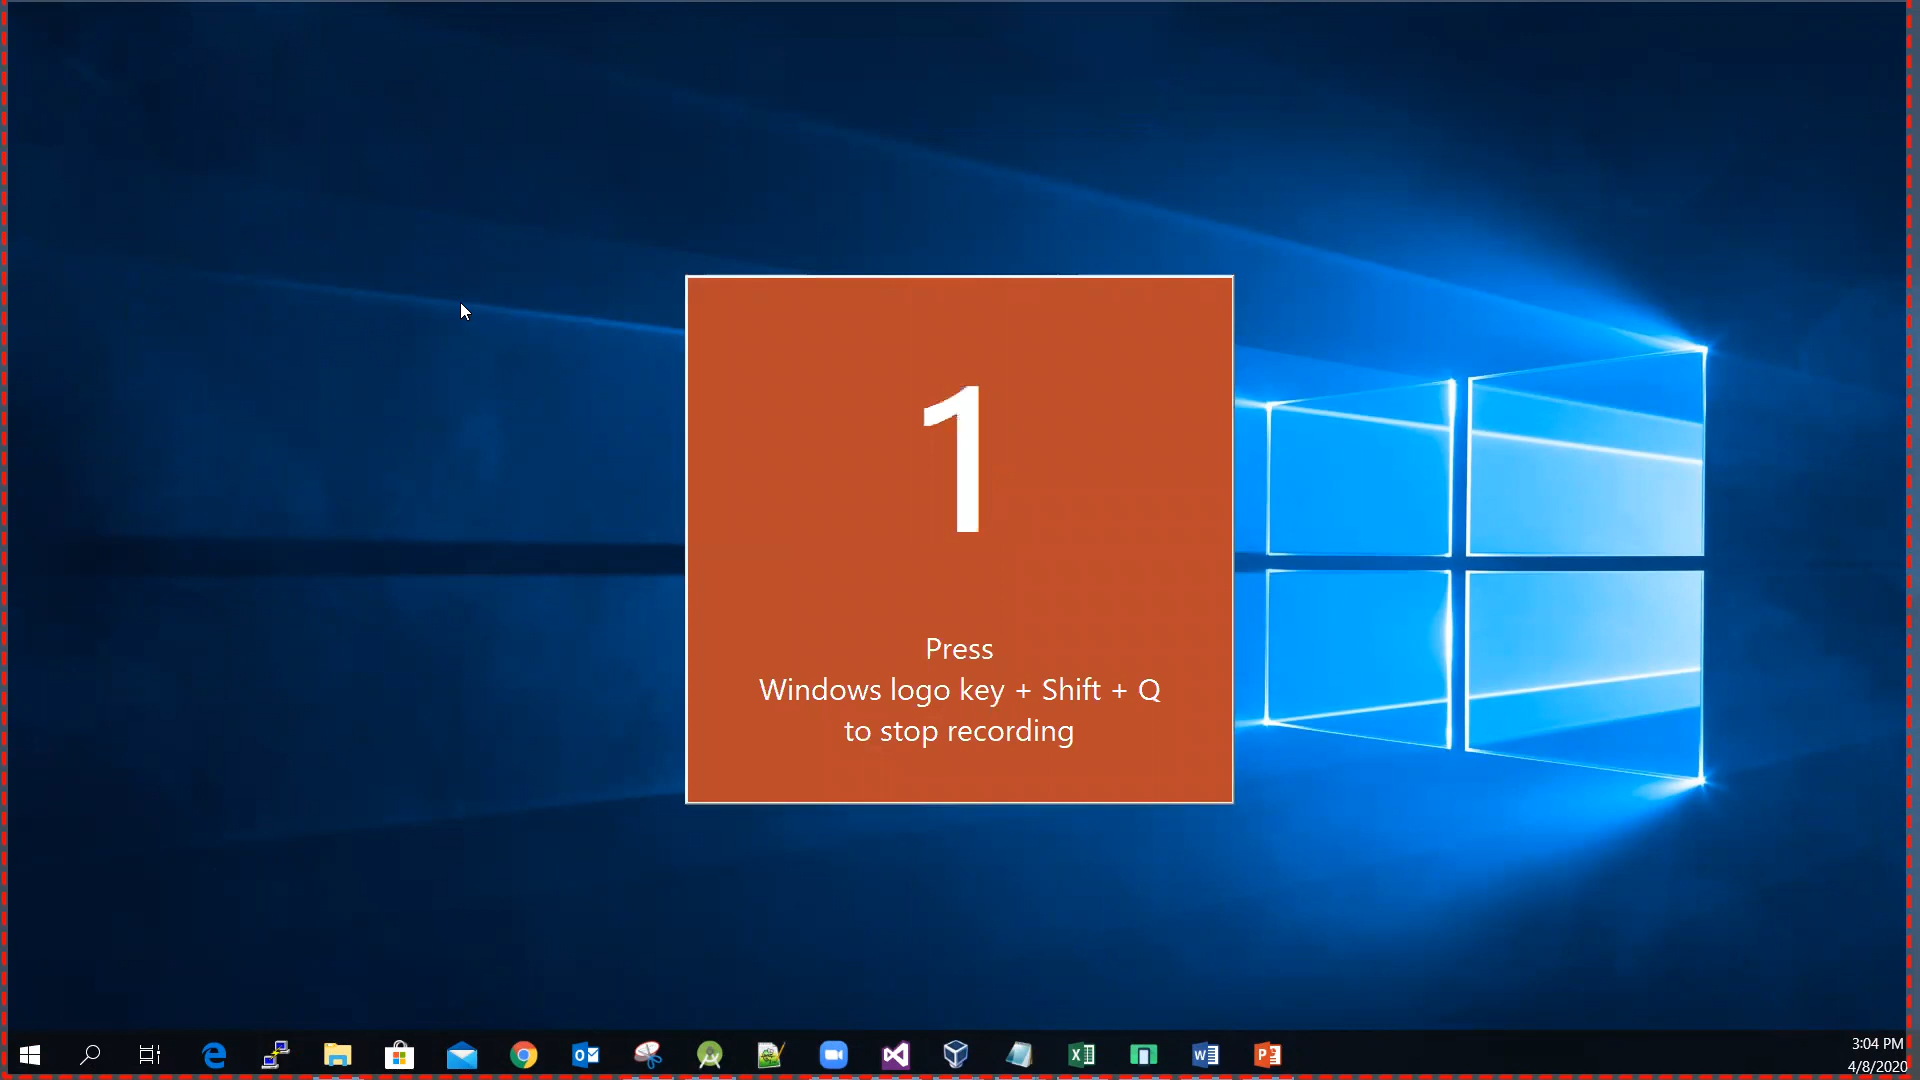 1
Press
Windows logo key + Shift + Q
to stop recording
3:04 PM
4/8/2020